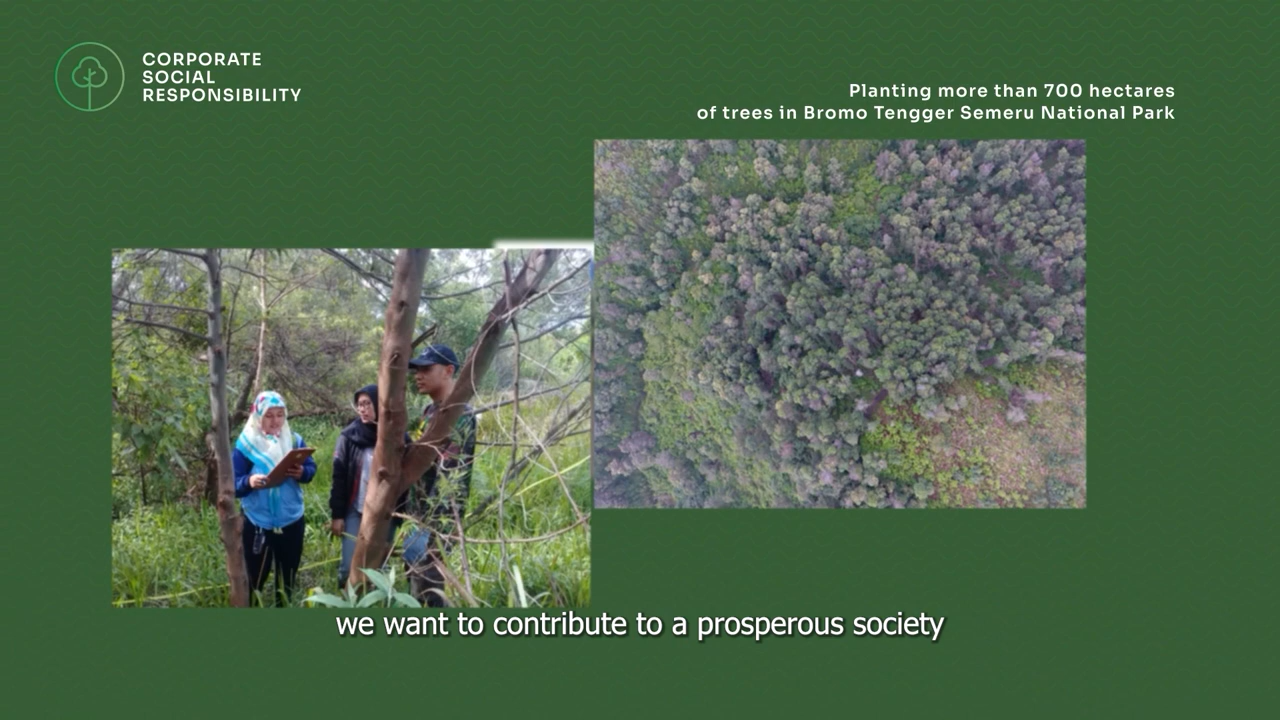 CORPORATE
SOCIAL
RESPONSIBILITY
Planting more than 700 hectares
of trees in Bromo Tengger Semeru National Park
we want to contribute to a prosperous society